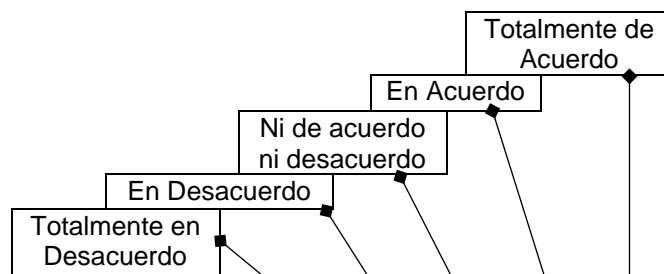 Totalmente de
Acuerdo
En Acuerdo
Ni de acuerdo
ni desacuerdo
En Desacuerdo
Totalmente en
Desacuerdo